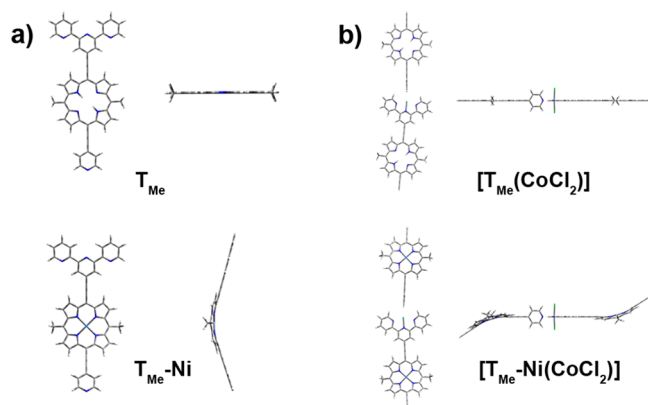 a)
T_Me
T_Me-Ni
b)
[T_Me(CoCl_2)]
[T_Me-Ni(CoCl_2)]